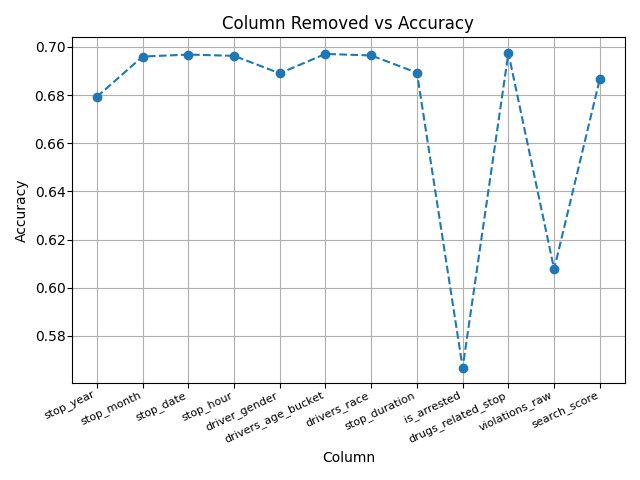 Column Removed vs Accuracy
0.70
0.68
0.66
0.64
0.62
0.60
0.58
Accuracy
stop_year
stop_month
stop_date
stop_hour
driver_gender
drivers_age_bucket
drivers_race
stop_duration
is_arrested
drugs_related_stop
violations_raw
search_score
Column